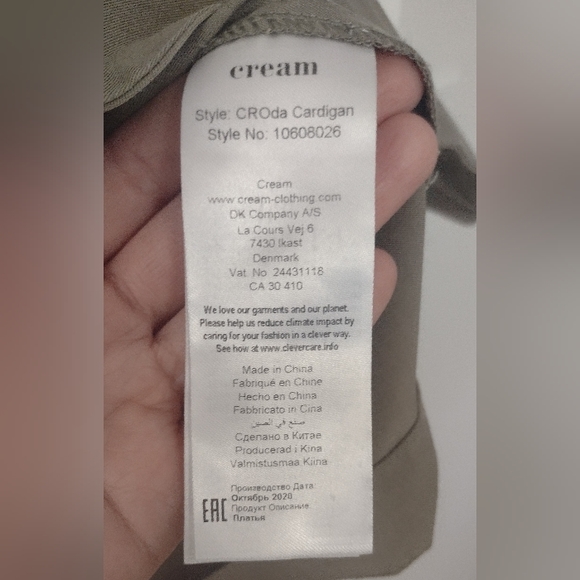 cream
Style: CROda Cardigan
Style No: 10608026
Cream
www.cream-clothing.com
DK Company A/S
La Cours Vej 6
7430 Ikast
Denmark
Vat. No. 24431118
CA 30 410
We love our garments and our planet.
Please help us reduce climate impact by
caring for your fashion in a clever way.
See how at www.clevercare.info
Made in China
Fabriqué en Chine
Hecho en China
Fabbricato in Cina
صنع في الصين
Сделано в Китае
Producerad i Kina
Valmistusmaa Kiina
Производство Дата:
Октябрь 2020
EAC
Продукт Описание:
Платья